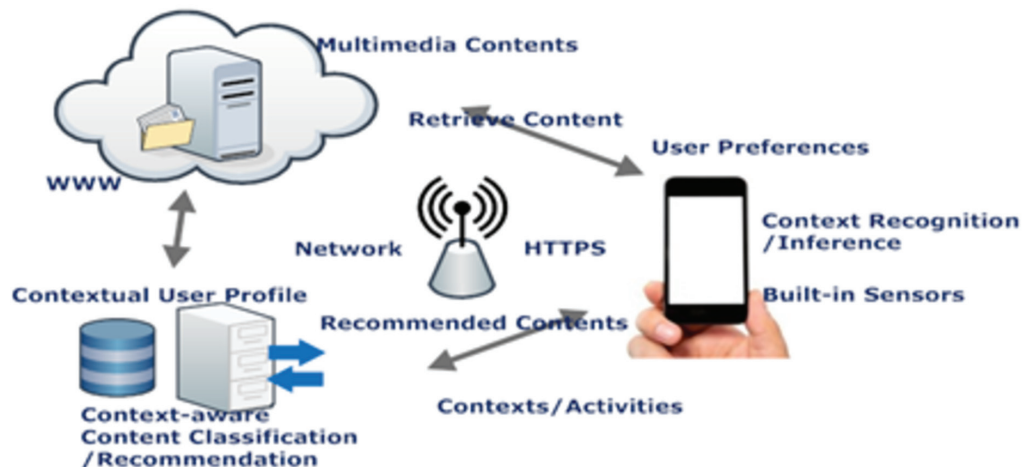 Multimedia Contents
Retrieve Content
User Preferences
WWW
Context Recognition
/Inference
Network
HTTPS
Contextual User Profile
Built-in Sensors
Recommended Contents
Contexts/Activities
Context-aware
Content Classification
/Recommendation